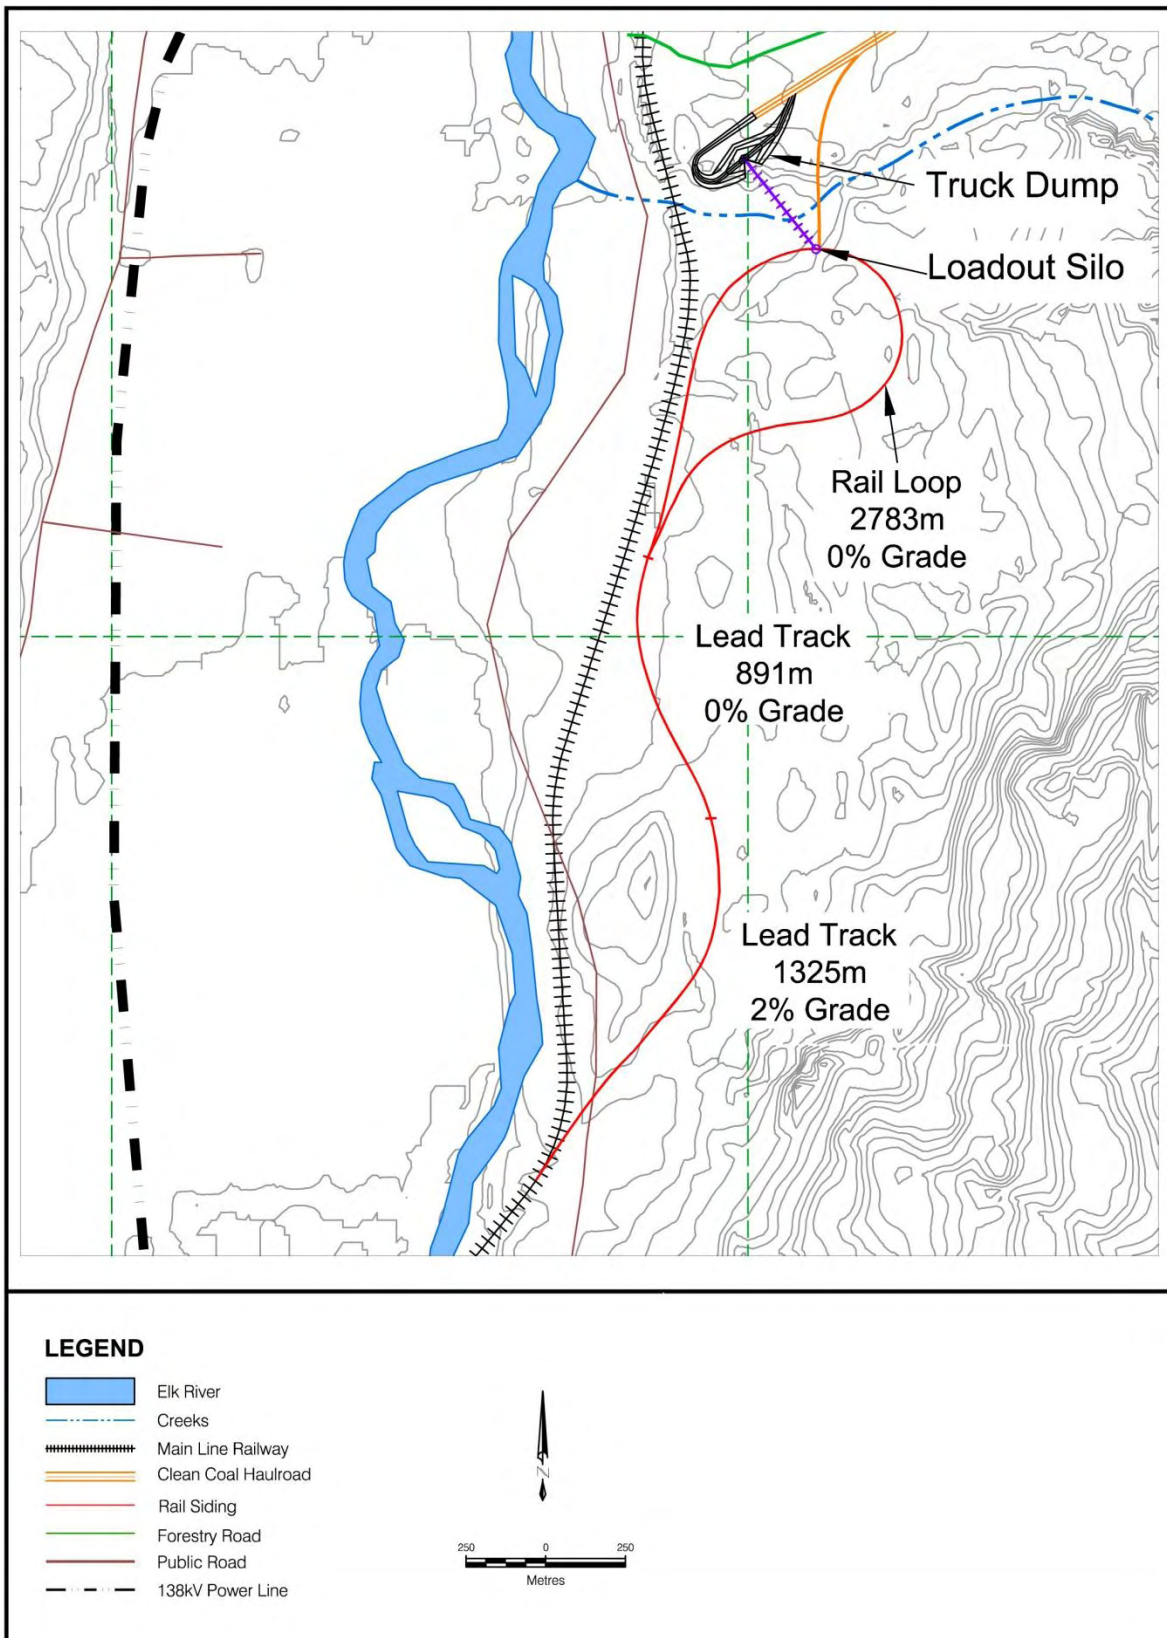 Truck Dump
Loadout Silo
Rail Loop
2783m
0% Grade
Lead Track
891m
0% Grade
Lead Track
1325m
2% Grade
LEGEND
Elk River
Creeks
Main Line Railway
Clean Coal Haulroad
Rail Siding
Forestry Road
Public Road
138kV Power Line
N
250 0 250
Metres